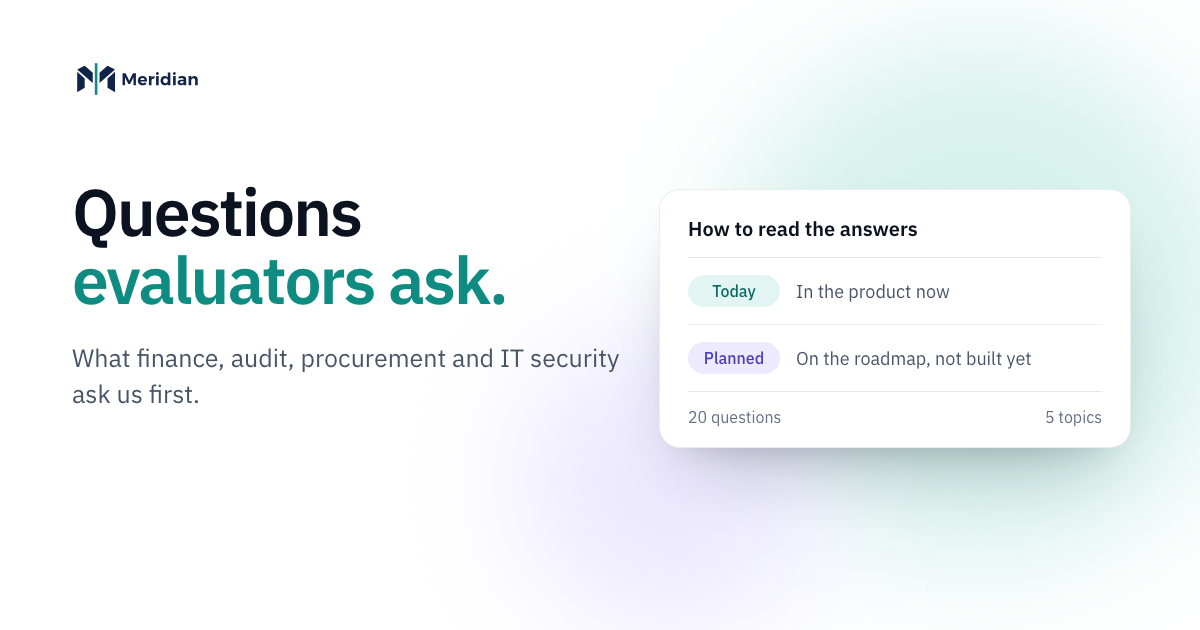 Meridian
Questions
evaluators ask.
What finance, audit, procurement and IT security
ask us first.
How to read the answers
Today In the product now
Planned On the roadmap, not built yet
20 questions 5 topics